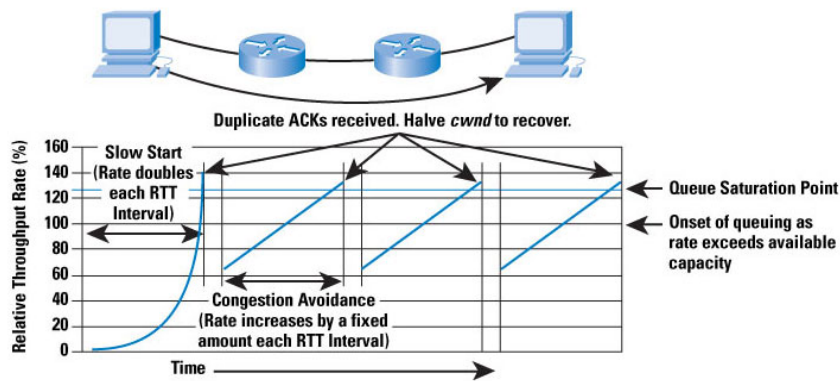 Duplicate ACKs received. Halve cwnd to recover.
Relative Throughput Rate (%)
160
140
120
100
80
60
40
20
0
Slow Start
(Rate doubles
each RTT
Interval)
Queue Saturation Point
Onset of queuing as
rate exceeds available
capacity
Congestion Avoidance
(Rate increases by a fixed
amount each RTT Interval)
Time